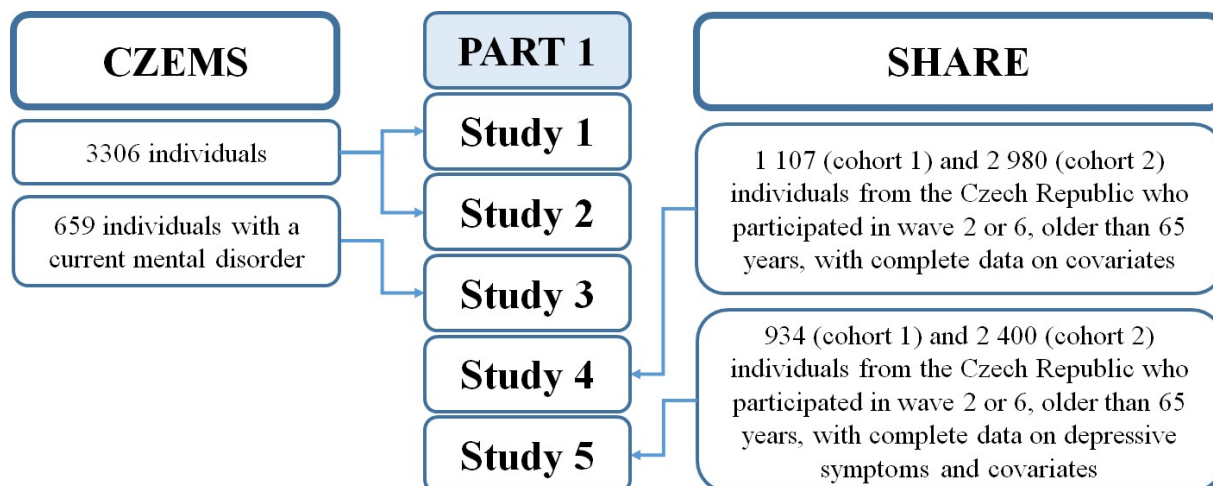 CZEMS
3306 individuals
659 individuals with a
current mental disorder
PART 1
Study 1
Study 2
Study 3
Study 4
Study 5
SHARE
1 107 (cohort 1) and 2 980 (cohort 2)
individuals from the Czech Republic who
participated in wave 2 or 6, older than 65
years, with complete data on covariates
934 (cohort 1) and 2 400 (cohort 2)
individuals from the Czech Republic who
participated in wave 2 or 6, older than 65
years, with complete data on depressive
symptoms and covariates